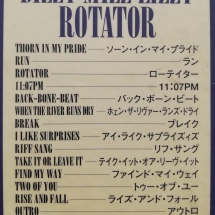 ROTATOR
THORN IN MY PRIDE ソーン・イン・マイ・プライド
RUN ラン
ROTATOR ローテイター
11:07PM 11:07PM
BACK-BONE-BEAT バック・ボーン・ビート
WHEN THE RIVER RUNS DRY ホェン・ザ・リヴァー・ランズ・ドライ
BREAK ブレイク
I LIKE SURPRISES アイ・ライク・サプライズィズ
RIFF SANG リフ・サング
TAKE IT OR LEAVE IT テイク・イット・オア・リーヴ・イット
FIND MY WAY ファインド・マイ・ウェイ
TWO OF YOU トゥー・オブ・ユー
RISE AND FALL ライズ・アンド・フォール
OUTRO アウトロ